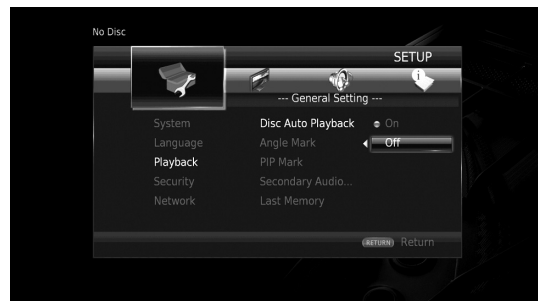 No Disc
SETUP
--- General Setting ---
System Disc Auto Playback On
Language Angle Mark Off
Playback PIP Mark
Security Secondary Audio...
Network Last Memory
RETURN Return